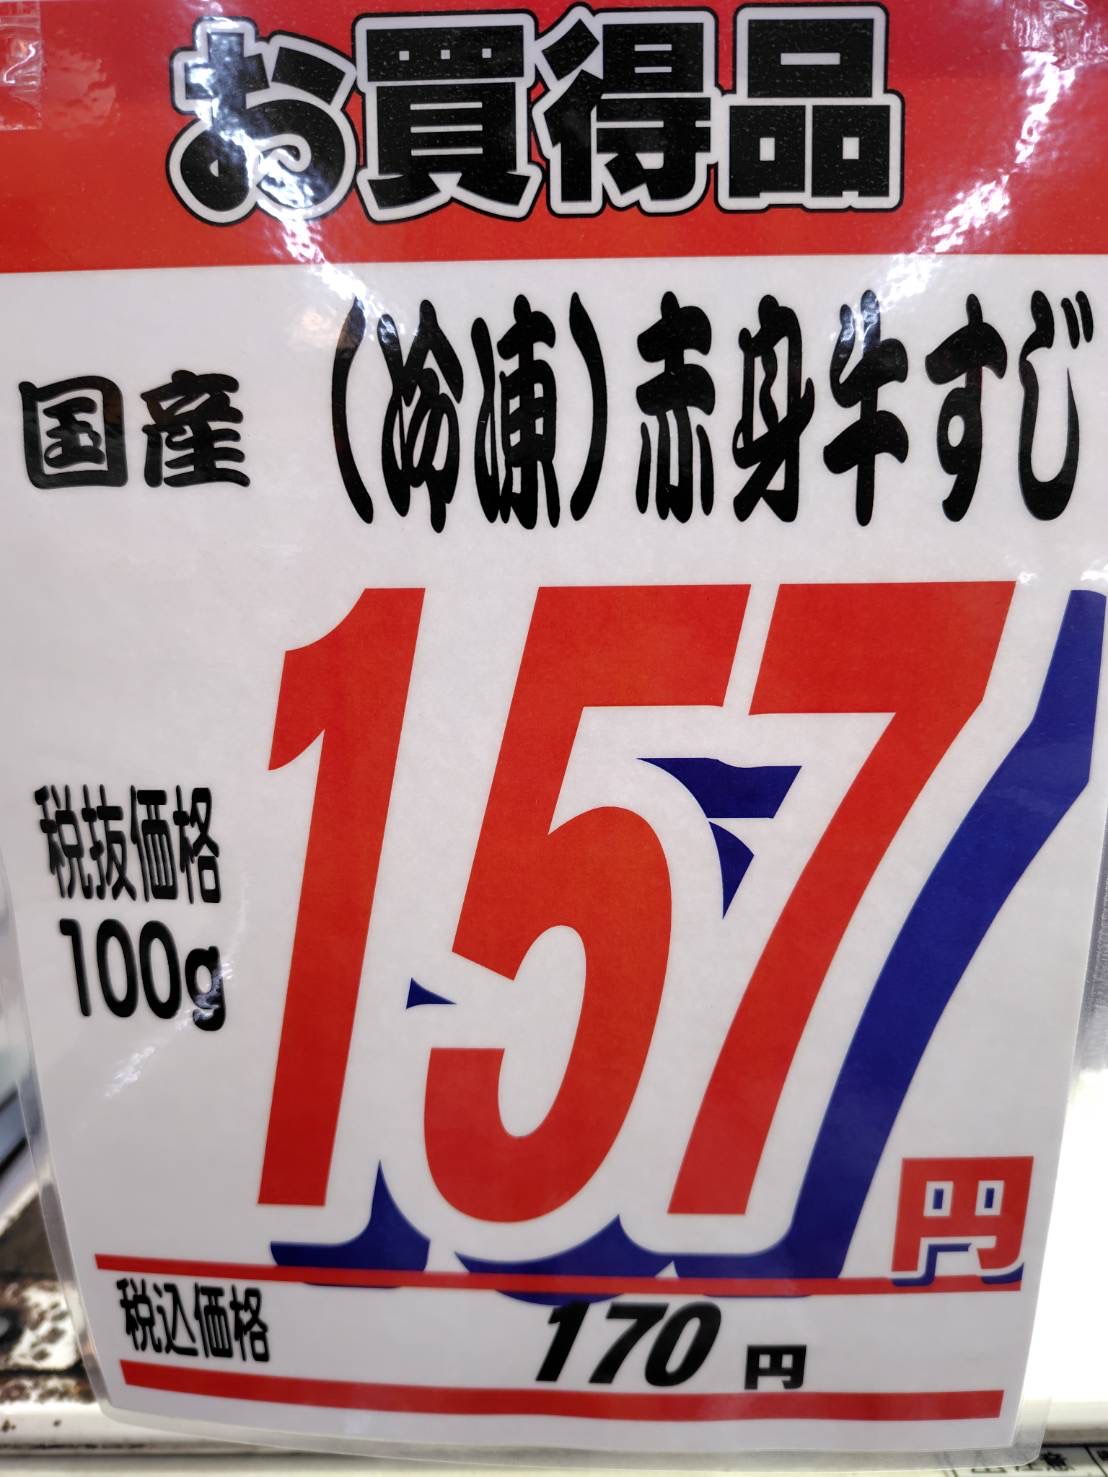 お買得品
国産 （冷凍）赤身牛すじ
税抜価格
100g
157円
税込価格 170円